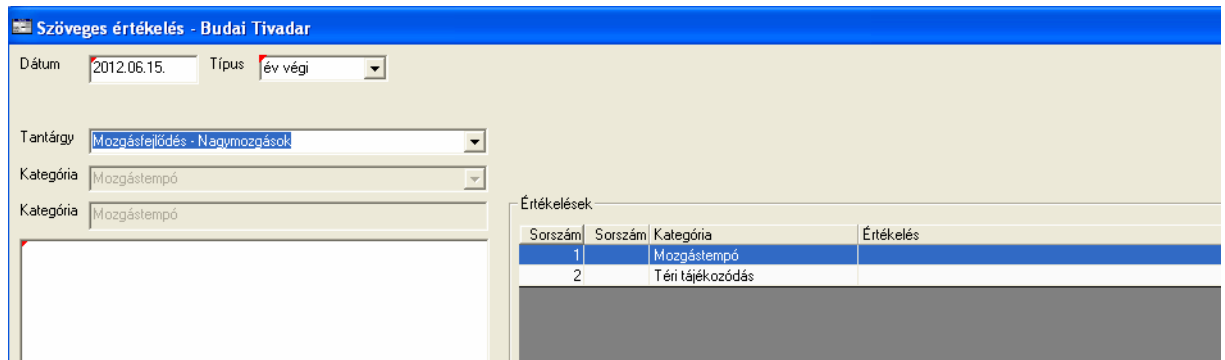 Szöveges értékelés - Budai Tivadar
Dátum 2012.06.15. Típus év végi
Tantárgy Mozgásfejlődés - Nagymozgások
Kategória Mozgástempó
Kategória Mozgástempó
Értékelések
Sorszám Sorszám Kategória Értékelés
1 Mozgástempó
2 Téri tájékozódás